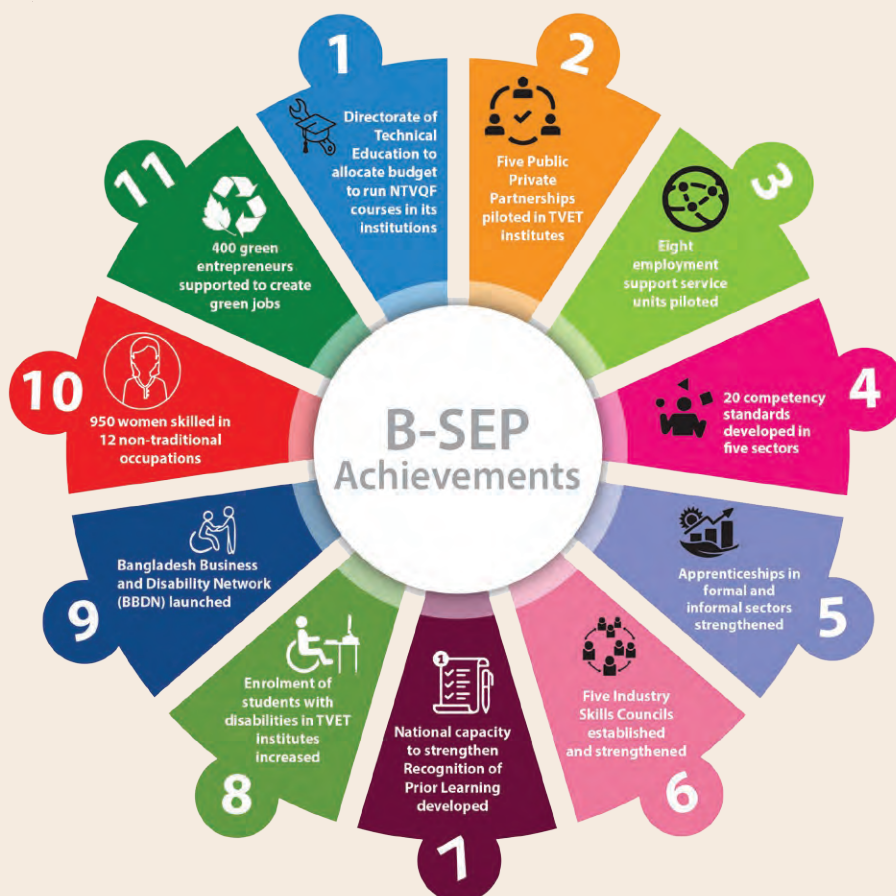 B-SEP
Achievements
1
Directorate of
Technical
Education to
allocate budget
to run NTVQF
courses in its
institutions
2
Five Public
Private
Partnerships
piloted in TVET
institutes
3
Eight
employment
support service
units piloted
4
20 competency
standards
developed in
five sectors
5
Apprenticeships in
formal and
informal sectors
strengthened
6
Five Industry
Skills Councils
established
and strengthened
7
1
National capacity
to strengthen
Recognition of
Prior Learning
developed
8
Enrolment of
students with
disabilities in TVET
institutes
increased
9
Bangladesh Business
and Disability Network
(BBDN) launched
10
950 women skilled in
12 non-traditional
occupations
11
400 green
entrepreneurs
supported to create
green jobs